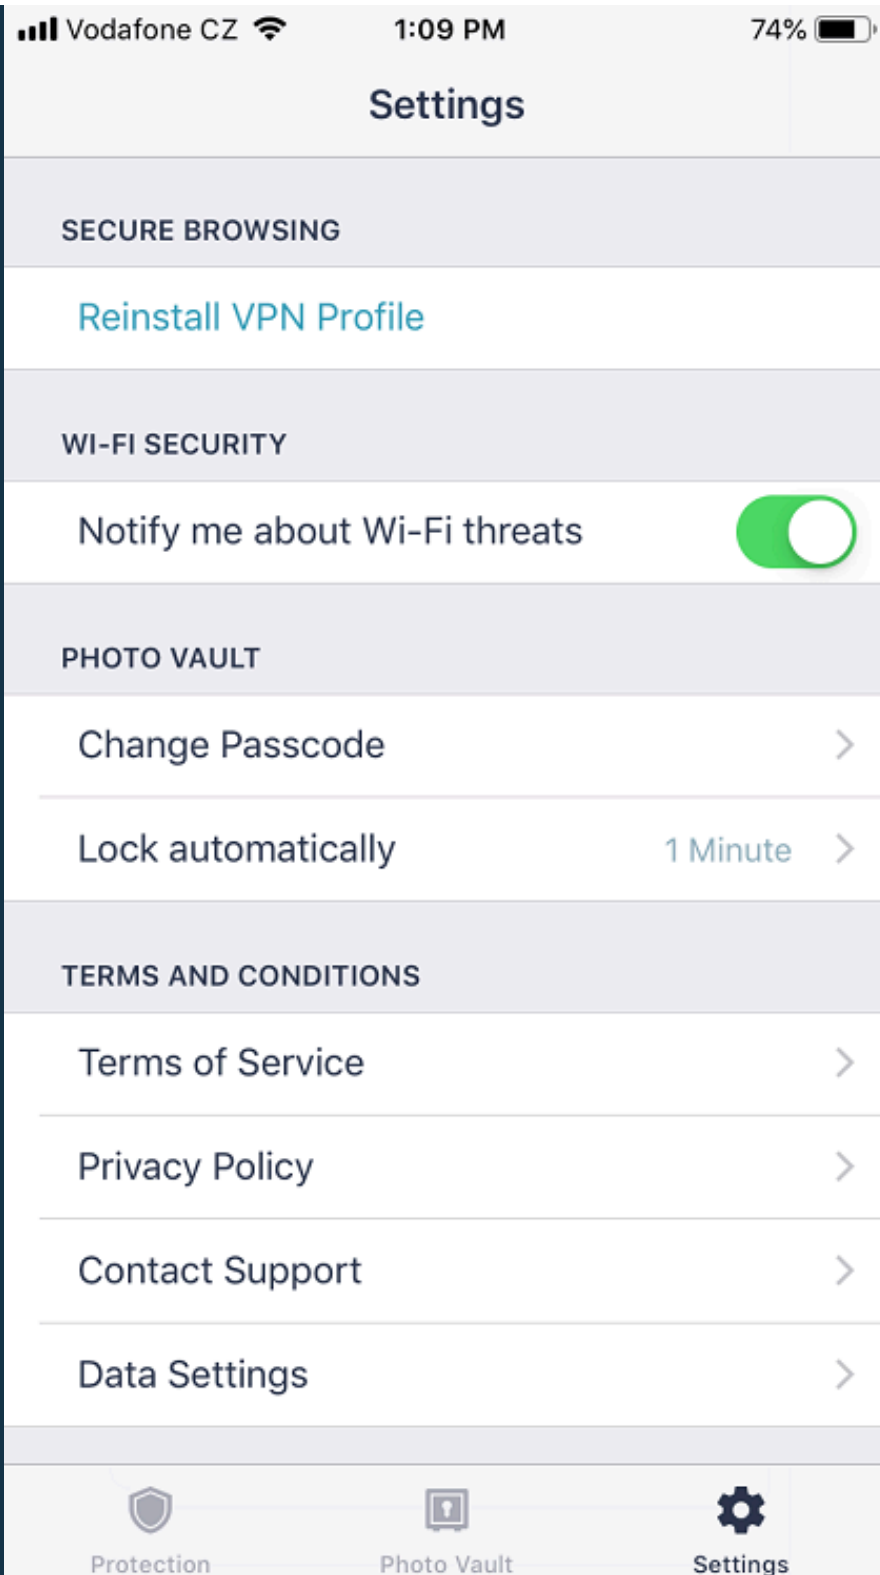 Vodafone CZ 1:09 PM 74%
Settings
SECURE BROWSING
Reinstall VPN Profile
WI-FI SECURITY
Notify me about Wi-Fi threats
PHOTO VAULT
Change Passcode
Lock automatically 1 Minute
TERMS AND CONDITIONS
Terms of Service
Privacy Policy
Contact Support
Data Settings
Protection Photo Vault Settings